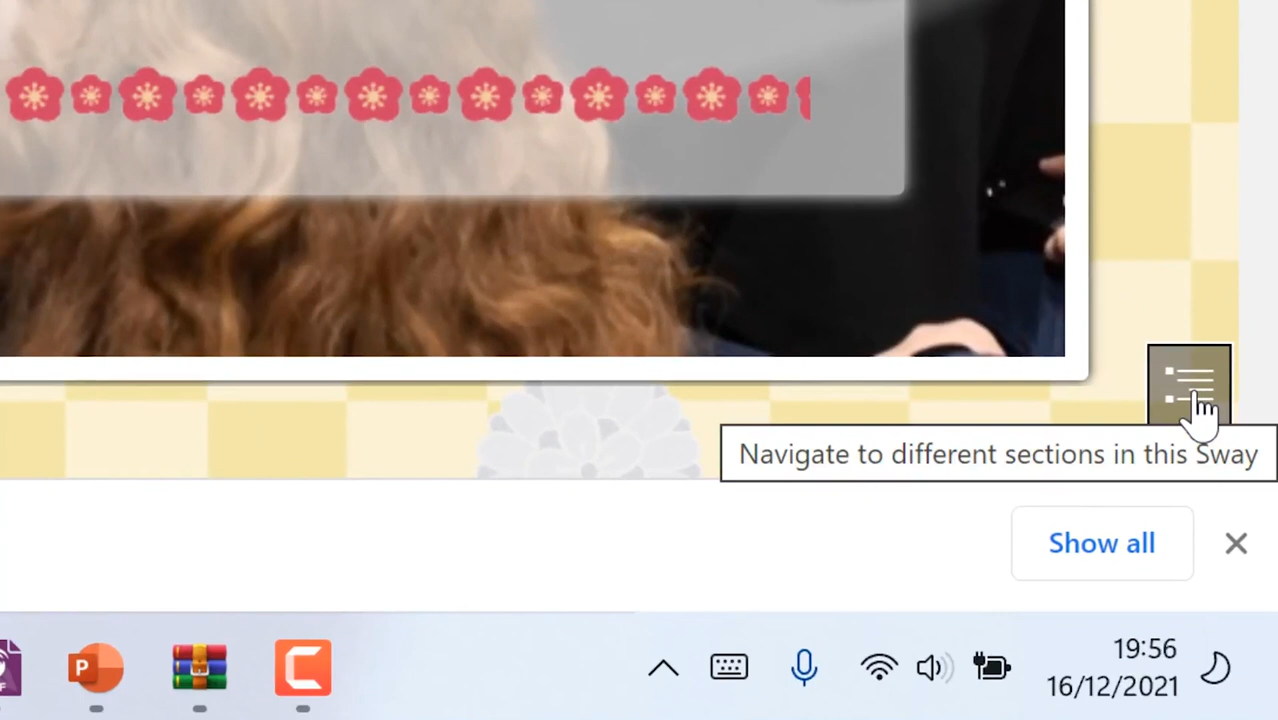 Navigate to different sections in this Sway
Show all
P
19:56
16/12/2021